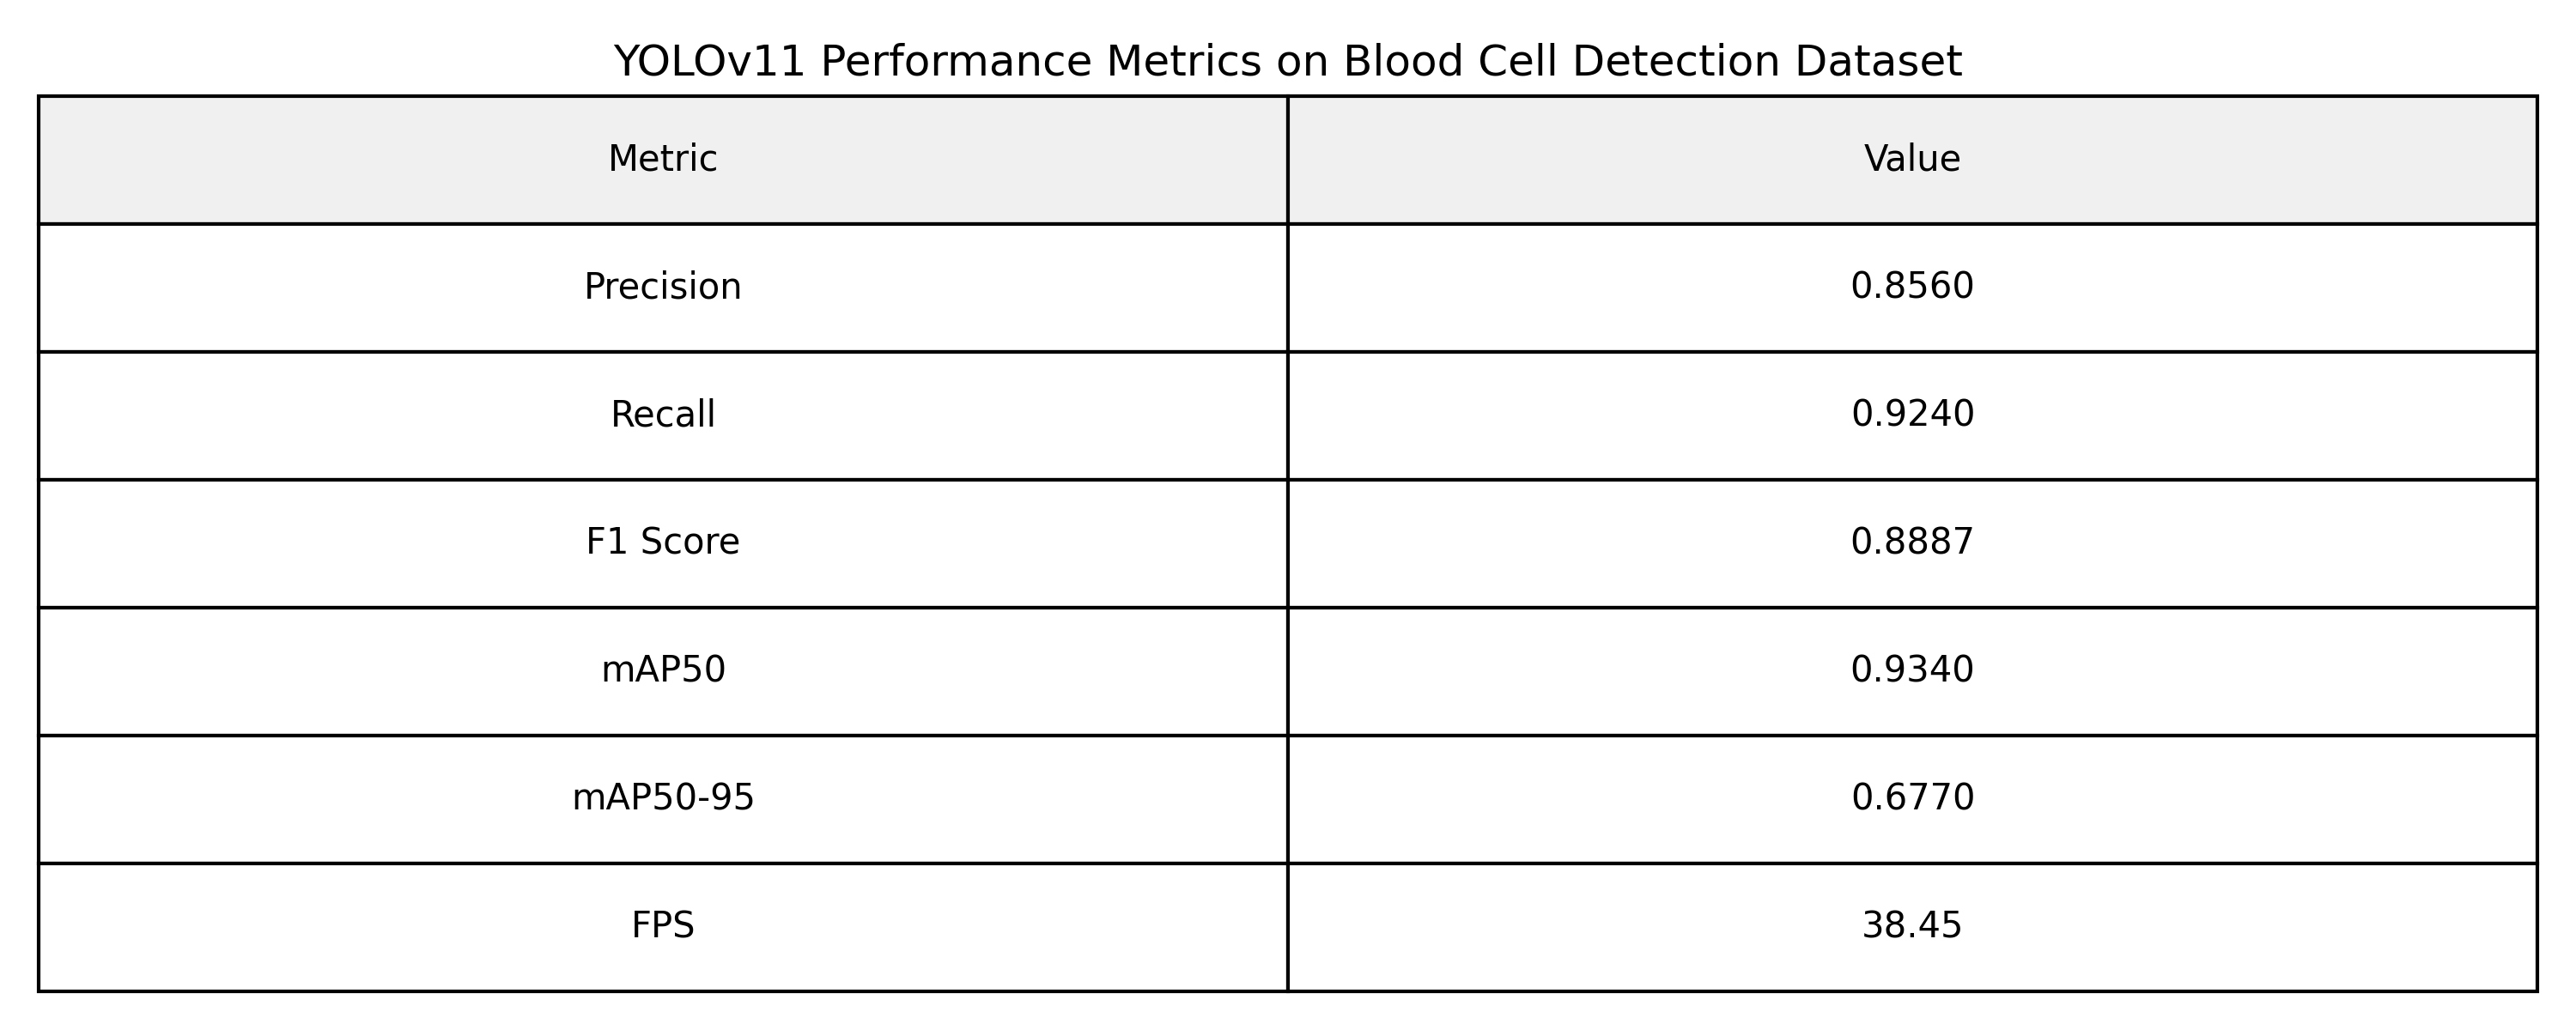 YOLOv11 Performance Metrics on Blood Cell Detection Dataset
Metric Value
Precision 0.8560
Recall 0.9240
F1 Score 0.8887
mAP50 0.9340
mAP50-95 0.6770
FPS 38.45